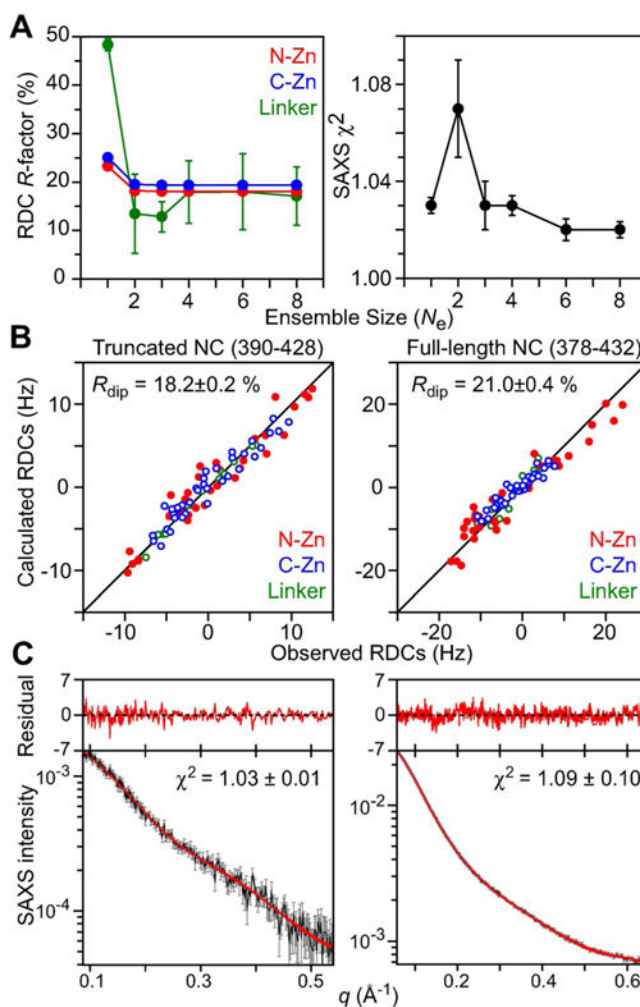 A
RDC R-factor (%)
50
40
30
20
10
0
0 2 4 6 8
N-Zn
C-Zn
Linker
SAXS χ²
1.08
1.04
1.00
0 2 4 6 8
Ensemble Size (Nₑ)
B
Truncated NC (390-428)
R_dip = 18.2±0.2 %
Calculated RDCs (Hz)
10
0
-10
-10 0 10
N-Zn
C-Zn
Linker
Full-length NC (378-432)
R_dip = 21.0±0.4 %
20
0
-20
-20 0 20
N-Zn
C-Zn
Linker
Observed RDCs (Hz)
C
Residual
7
0
-7
SAXS intensity
10⁻³
10⁻⁴
χ² = 1.03 ± 0.01
0.1 0.3 0.5
7
0
-7
10⁻²
10⁻³
χ² = 1.09 ± 0.10
0.2 0.4 0.6
q (Å⁻¹)